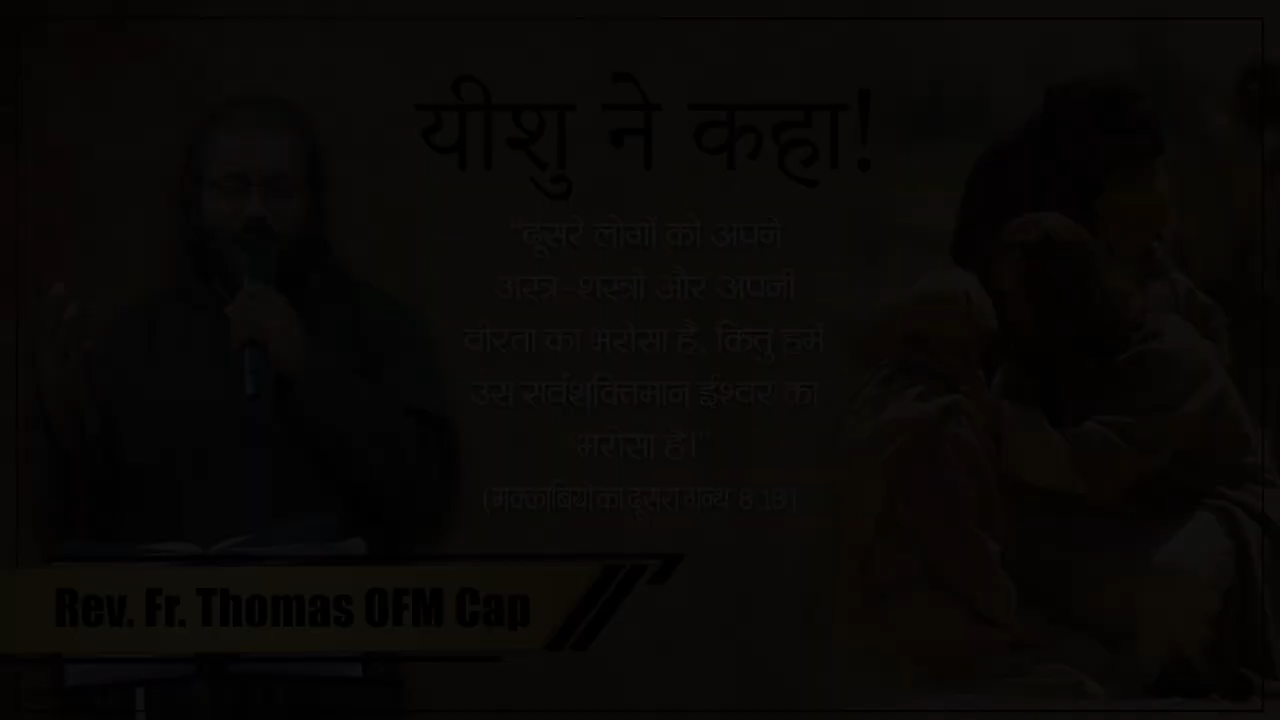 यीशु ने कहा!
"दूसरे लोगों को अपने
अस्त्र-शस्त्रों और अपनी
वीरता का भरोसा है, किंतु हमें
उस सर्वशक्तिमान् ईश्वर का
भरोसा है।"
(मक्काबियों का दूसरा ग्रन्थ 8:18)
Rev. Fr. Thomas OFM Cap